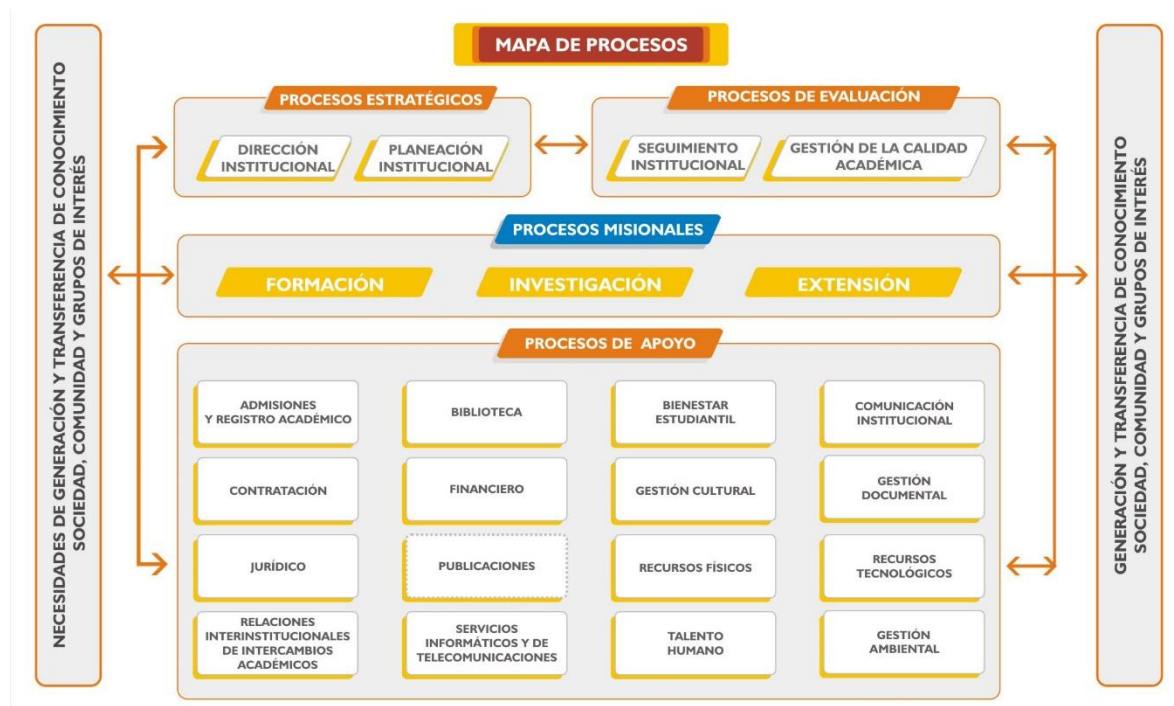 MAPA DE PROCESOS
NECESIDADES DE GENERACIÓN Y TRANSFERENCIA DE CONOCIMIENTO
SOCIEDAD, COMUNIDAD Y GRUPOS DE INTERÉS
PROCESOS ESTRATÉGICOS
DIRECCIÓN
INSTITUCIONAL
PLANEACIÓN
INSTITUCIONAL
PROCESOS DE EVALUACIÓN
SEGUIMIENTO
INSTITUCIONAL
GESTIÓN DE LA CALIDAD
ACADÉMICA
PROCESOS MISIONALES
FORMACIÓN
INVESTIGACIÓN
EXTENSIÓN
PROCESOS DE APOYO
ADMISIONES
Y REGISTRO ACADÉMICO
BIBLIOTECA
BIENESTAR
ESTUDIANTIL
COMUNICACIÓN
INSTITUCIONAL
CONTRATACIÓN
FINANCIERO
GESTIÓN CULTURAL
GESTIÓN
DOCUMENTAL
JURÍDICO
PUBLICACIONES
RECURSOS FÍSICOS
RECURSOS
TECNOLÓGICOS
RELACIONES
INTERINSTITUCIONALES
DE INTERCAMBIOS
ACADÉMICOS
SERVICIOS
INFORMÁTICOS Y DE
TELECOMUNICACIONES
TALENTO
HUMANO
GESTIÓN
AMBIENTAL
GENERACIÓN Y TRANSFERENCIA DE CONOCIMIENTO
SOCIEDAD, COMUNIDAD Y GRUPOS DE INTERÉS